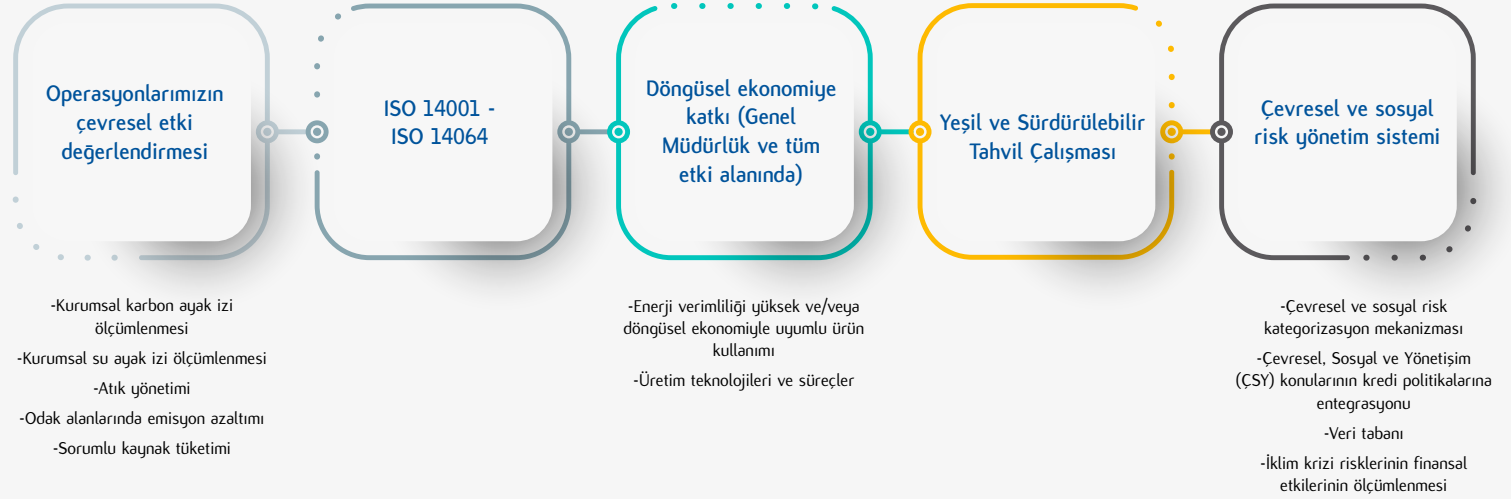 Operasyonlarımızın
çevresel etki
değerlendirmesi
ISO 14001 -
ISO 14064
Döngüsel ekonomiye
katkı (Genel
Müdürlük ve tüm
etki alanında)
Yeşil ve Sürdürülebilir
Tahvil Çalışması
Çevresel ve sosyal
risk yönetim sistemi
-Kurumsal karbon ayak izi
ölçümlenmesi
-Kurumsal su ayak izi ölçümlenmesi
-Atık yönetimi
-Odak alanlarında emisyon azaltımı
-Sorumlu kaynak tüketimi
-Enerji verimliliği yüksek ve/veya
döngüsel ekonomiyle uyumlu ürün
kullanımı
-Üretim teknolojileri ve süreçler
-Çevresel ve sosyal risk
kategorizasyon mekanizması
-Çevresel, Sosyal ve Yönetişim
(ÇSY) konularının kredi politikalarına
entegrasyonu
-Veri tabanı
-İklim krizi risklerinin finansal
etkilerinin ölçümlenmesi